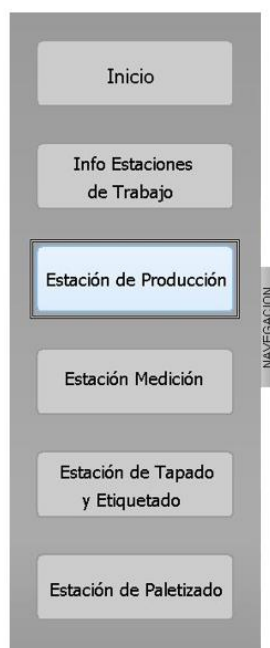 Inicio
Info Estaciones
de Trabajo
Estación de Producción
Estación Medición
Estación de Tapado
y Etiquetado
Estación de Paletizado
NAVEGACION